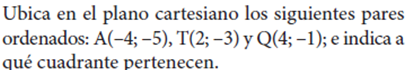 Ubica en el plano cartesiano los siguientes pares
ordenados: A(–4; –5), T(2; –3) y Q(4; –1); e indica a
qué cuadrante pertenecen.